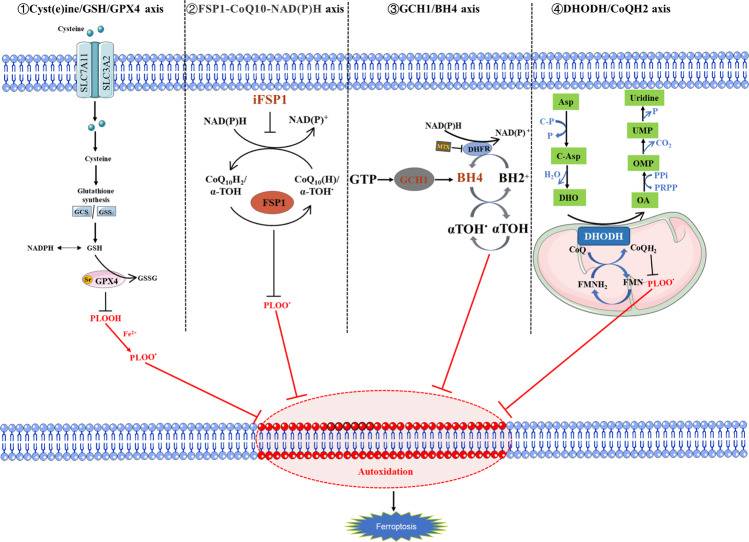 ①Cyst(e)ine/GSH/GPX4 axis
Cysteine
SLC7A11
SLC3A2
C-C
Cysteine
Glutathione
synthesis
GCS
GSS
NADPH
GSH
GSSG
Se
GPX4
PLOOH
Fe²⁺
PLOO•
②FSP1-CoQ10-NAD(P)H axis
iFSP1
NAD(P)H
NAD(P)⁺
CoQ₁₀H₂/
α-TOH
CoQ₁₀(H)/
α-TOH•
FSP1
PLOO•
③GCH1/BH4 axis
NAD(P)H
NAD(P)⁺
MTX
DHFR
GTP
GCH1
BH4
BH2⁺
αTOH•
αTOH
④DHODH/CoQH2 axis
Asp
C-P
P
C-Asp
H₂O
DHO
Uridine
P
UMP
CO₂
OMP
PPi
PRPP
OA
DHODH
CoQ
CoQH₂
FMNH₂
FMN
PLOO•
Autoxidation
Ferroptosis